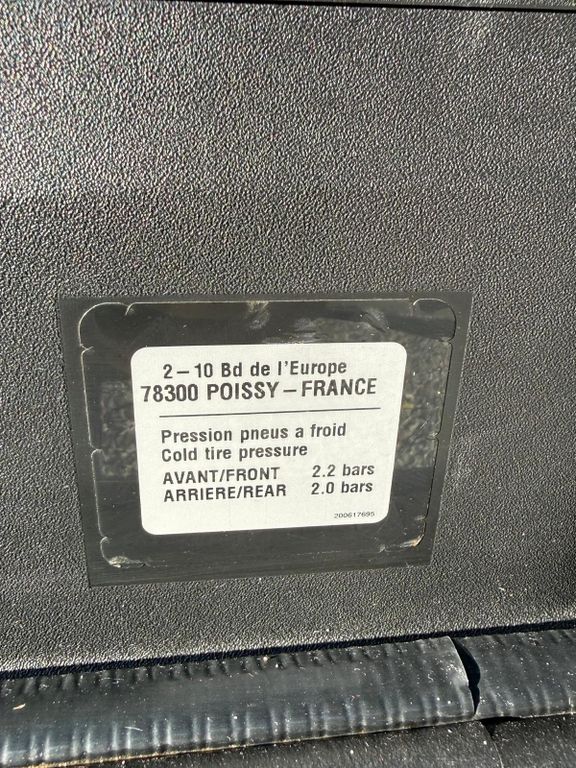 2-10 Bd de l'Europe
78300 POISSY-FRANCE
Pression pneus a froid
Cold tire pressure
AVANT/FRONT 2.2 bars
ARRIERE/REAR 2.0 bars
200617695